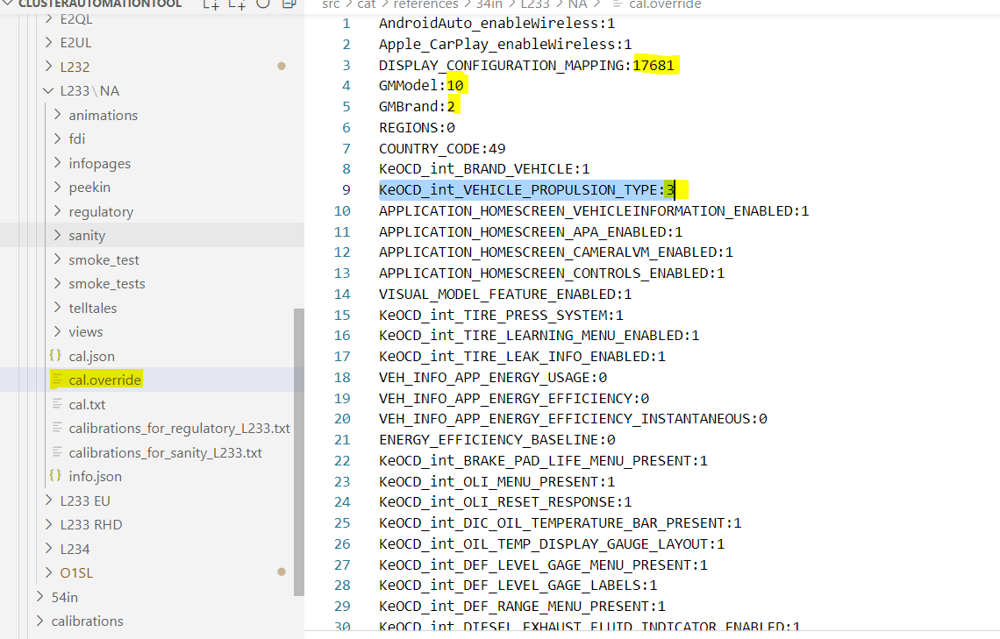 CLUSTERAUTOMATIONTOOL
E2QL
E2UL
L232
L233\NA
animations
fdi
infopages
peekin
regulatory
sanity
smoke_test
smoke_tests
telltales
views
cal.json
cal.override
cal.txt
calibrations_for_regulatory_L233.txt
calibrations_for_sanity_L233.txt
info.json
L233 EU
L233 RHD
L234
O1SL
54in
calibrations
src > cat > references > 34in > L233 > NA > cal.override
1 AndroidAuto_enableWireless:1
2 Apple_CarPlay_enableWireless:1
3 DISPLAY_CONFIGURATION_MAPPING:17681
4 GMModel:10
5 GMBrand:2
6 REGIONS:0
7 COUNTRY_CODE:49
8 KeOCD_int_BRAND_VEHICLE:1
9 KeOCD_int_VEHICLE_PROPULSION_TYPE:3
10 APPLICATION_HOMESCREEN_VEHICLEINFORMATION_ENABLED:1
11 APPLICATION_HOMESCREEN_APA_ENABLED:1
12 APPLICATION_HOMESCREEN_CAMERALVM_ENABLED:1
13 APPLICATION_HOMESCREEN_CONTROLS_ENABLED:1
14 VISUAL_MODEL_FEATURE_ENABLED:1
15 KeOCD_int_TIRE_PRESS_SYSTEM:1
16 KeOCD_int_TIRE_LEARNING_MENU_ENABLED:1
17 KeOCD_int_TIRE_LEAK_INFO_ENABLED:1
18 VEH_INFO_APP_ENERGY_USAGE:0
19 VEH_INFO_APP_ENERGY_EFFICIENCY:0
20 VEH_INFO_APP_ENERGY_EFFICIENCY_INSTANTANEOUS:0
21 ENERGY_EFFICIENCY_BASELINE:0
22 KeOCD_int_BRAKE_PAD_LIFE_MENU_PRESENT:1
23 KeOCD_int_OLI_MENU_PRESENT:1
24 KeOCD_int_OLI_RESET_RESPONSE:1
25 KeOCD_int_DIC_OIL_TEMPERATURE_BAR_PRESENT:1
26 KeOCD_int_OIL_TEMP_DISPLAY_GAUGE_LAYOUT:1
27 KeOCD_int_DEF_LEVEL_GAGE_MENU_PRESENT:1
28 KeOCD_int_DEF_LEVEL_GAGE_LABELS:1
29 KeOCD_int_DEF_RANGE_MENU_PRESENT:1
30 KeOCD_int_DIESEL_EXHAUST_FLUID_INDICATOR_ENABLED:1